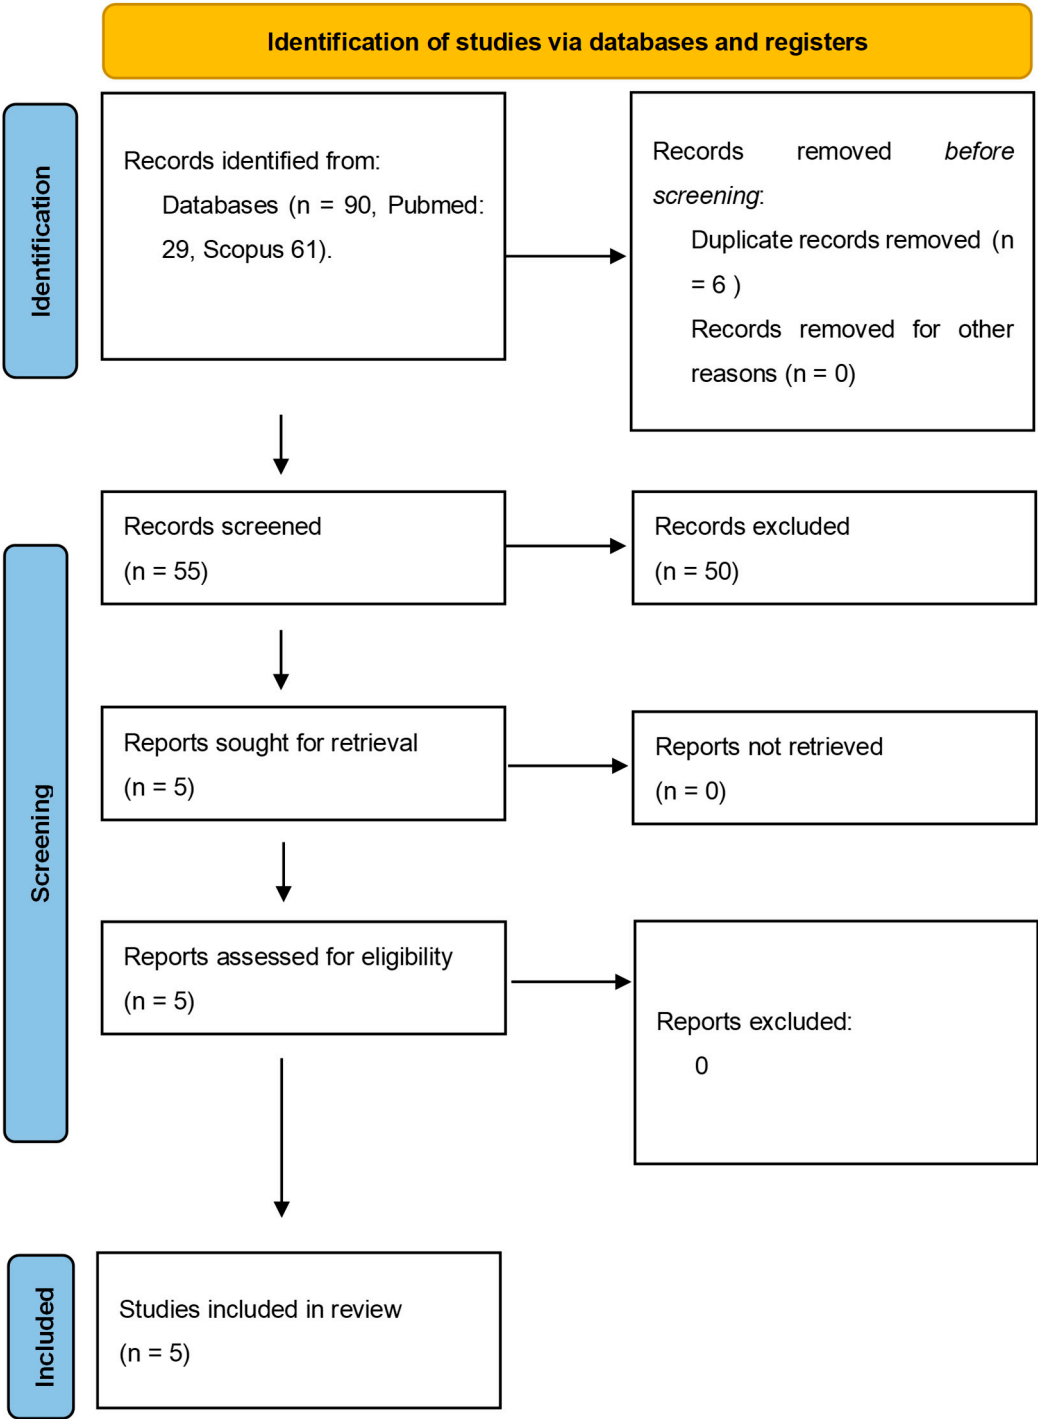 Identification of studies via databases and registers
Identification
Records identified from:
Databases (n = 90, Pubmed:
29, Scopus 61).
Records removed before
screening:
Duplicate records removed (n
= 6 )
Records removed for other
reasons (n = 0)
Screening
Records screened
(n = 55)
Records excluded
(n = 50)
Reports sought for retrieval
(n = 5)
Reports not retrieved
(n = 0)
Reports assessed for eligibility
(n = 5)
Reports excluded:
0
Included
Studies included in review
(n = 5)